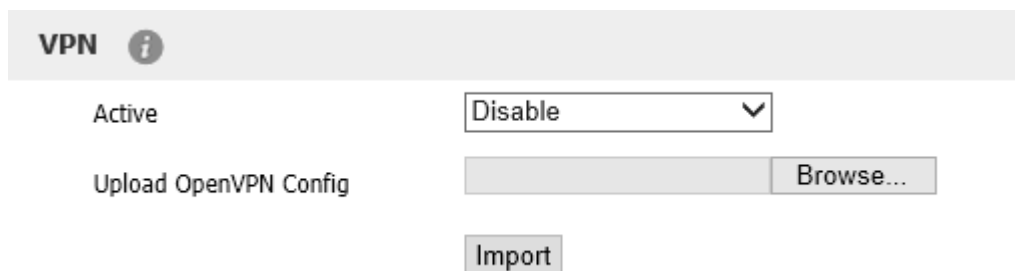 VPN i
Active Disable
Upload OpenVPN Config Browse...
Import